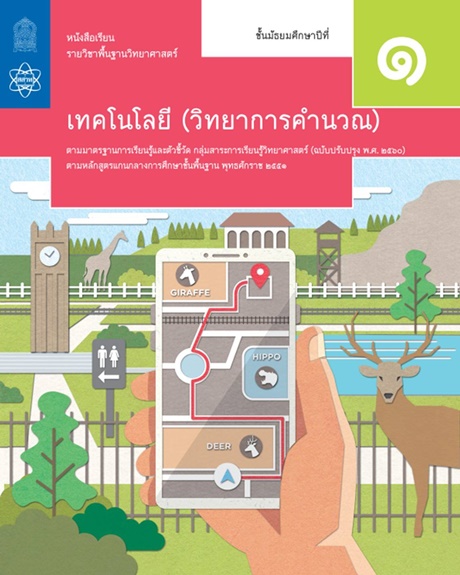 หนังสือเรียน
รายวิชาพื้นฐานวิทยาศาสตร์
ชั้นมัธยมศึกษาปีที่
๑
สสวท
เทคโนโลยี (วิทยาการคำนวณ)
ตามมาตรฐานการเรียนรู้และตัวชี้วัด กลุ่มสาระการเรียนรู้วิทยาศาสตร์ (ฉบับปรับปรุง พ.ศ. ๒๕๖๐)
ตามหลักสูตรแกนกลางการศึกษาขั้นพื้นฐาน พุทธศักราช ๒๕๕๑
GIRAFFE
HIPPO
DEER